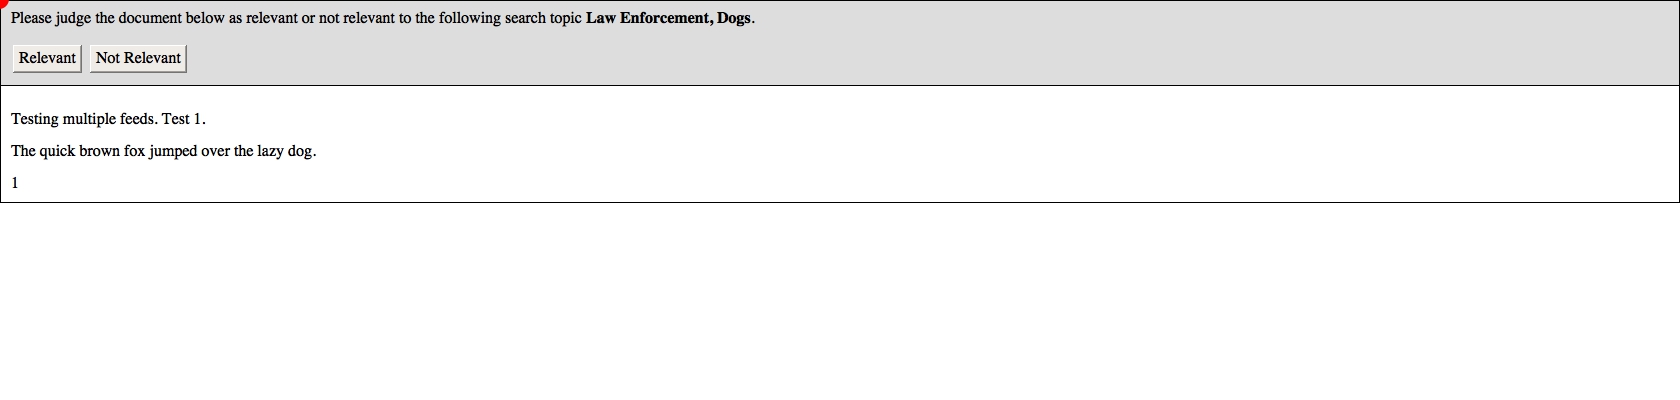 Please judge the document below as relevant or not relevant to the following search topic Law Enforcement, Dogs.
Relevant Not Relevant
Testing multiple feeds. Test 1.
The quick brown fox jumped over the lazy dog.
1